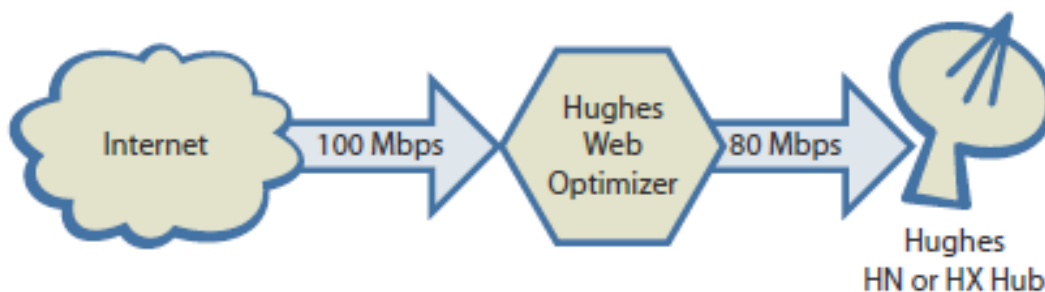 Internet
100 Mbps
Hughes
Web
Optimizer
80 Mbps
Hughes
HN or HX Hub